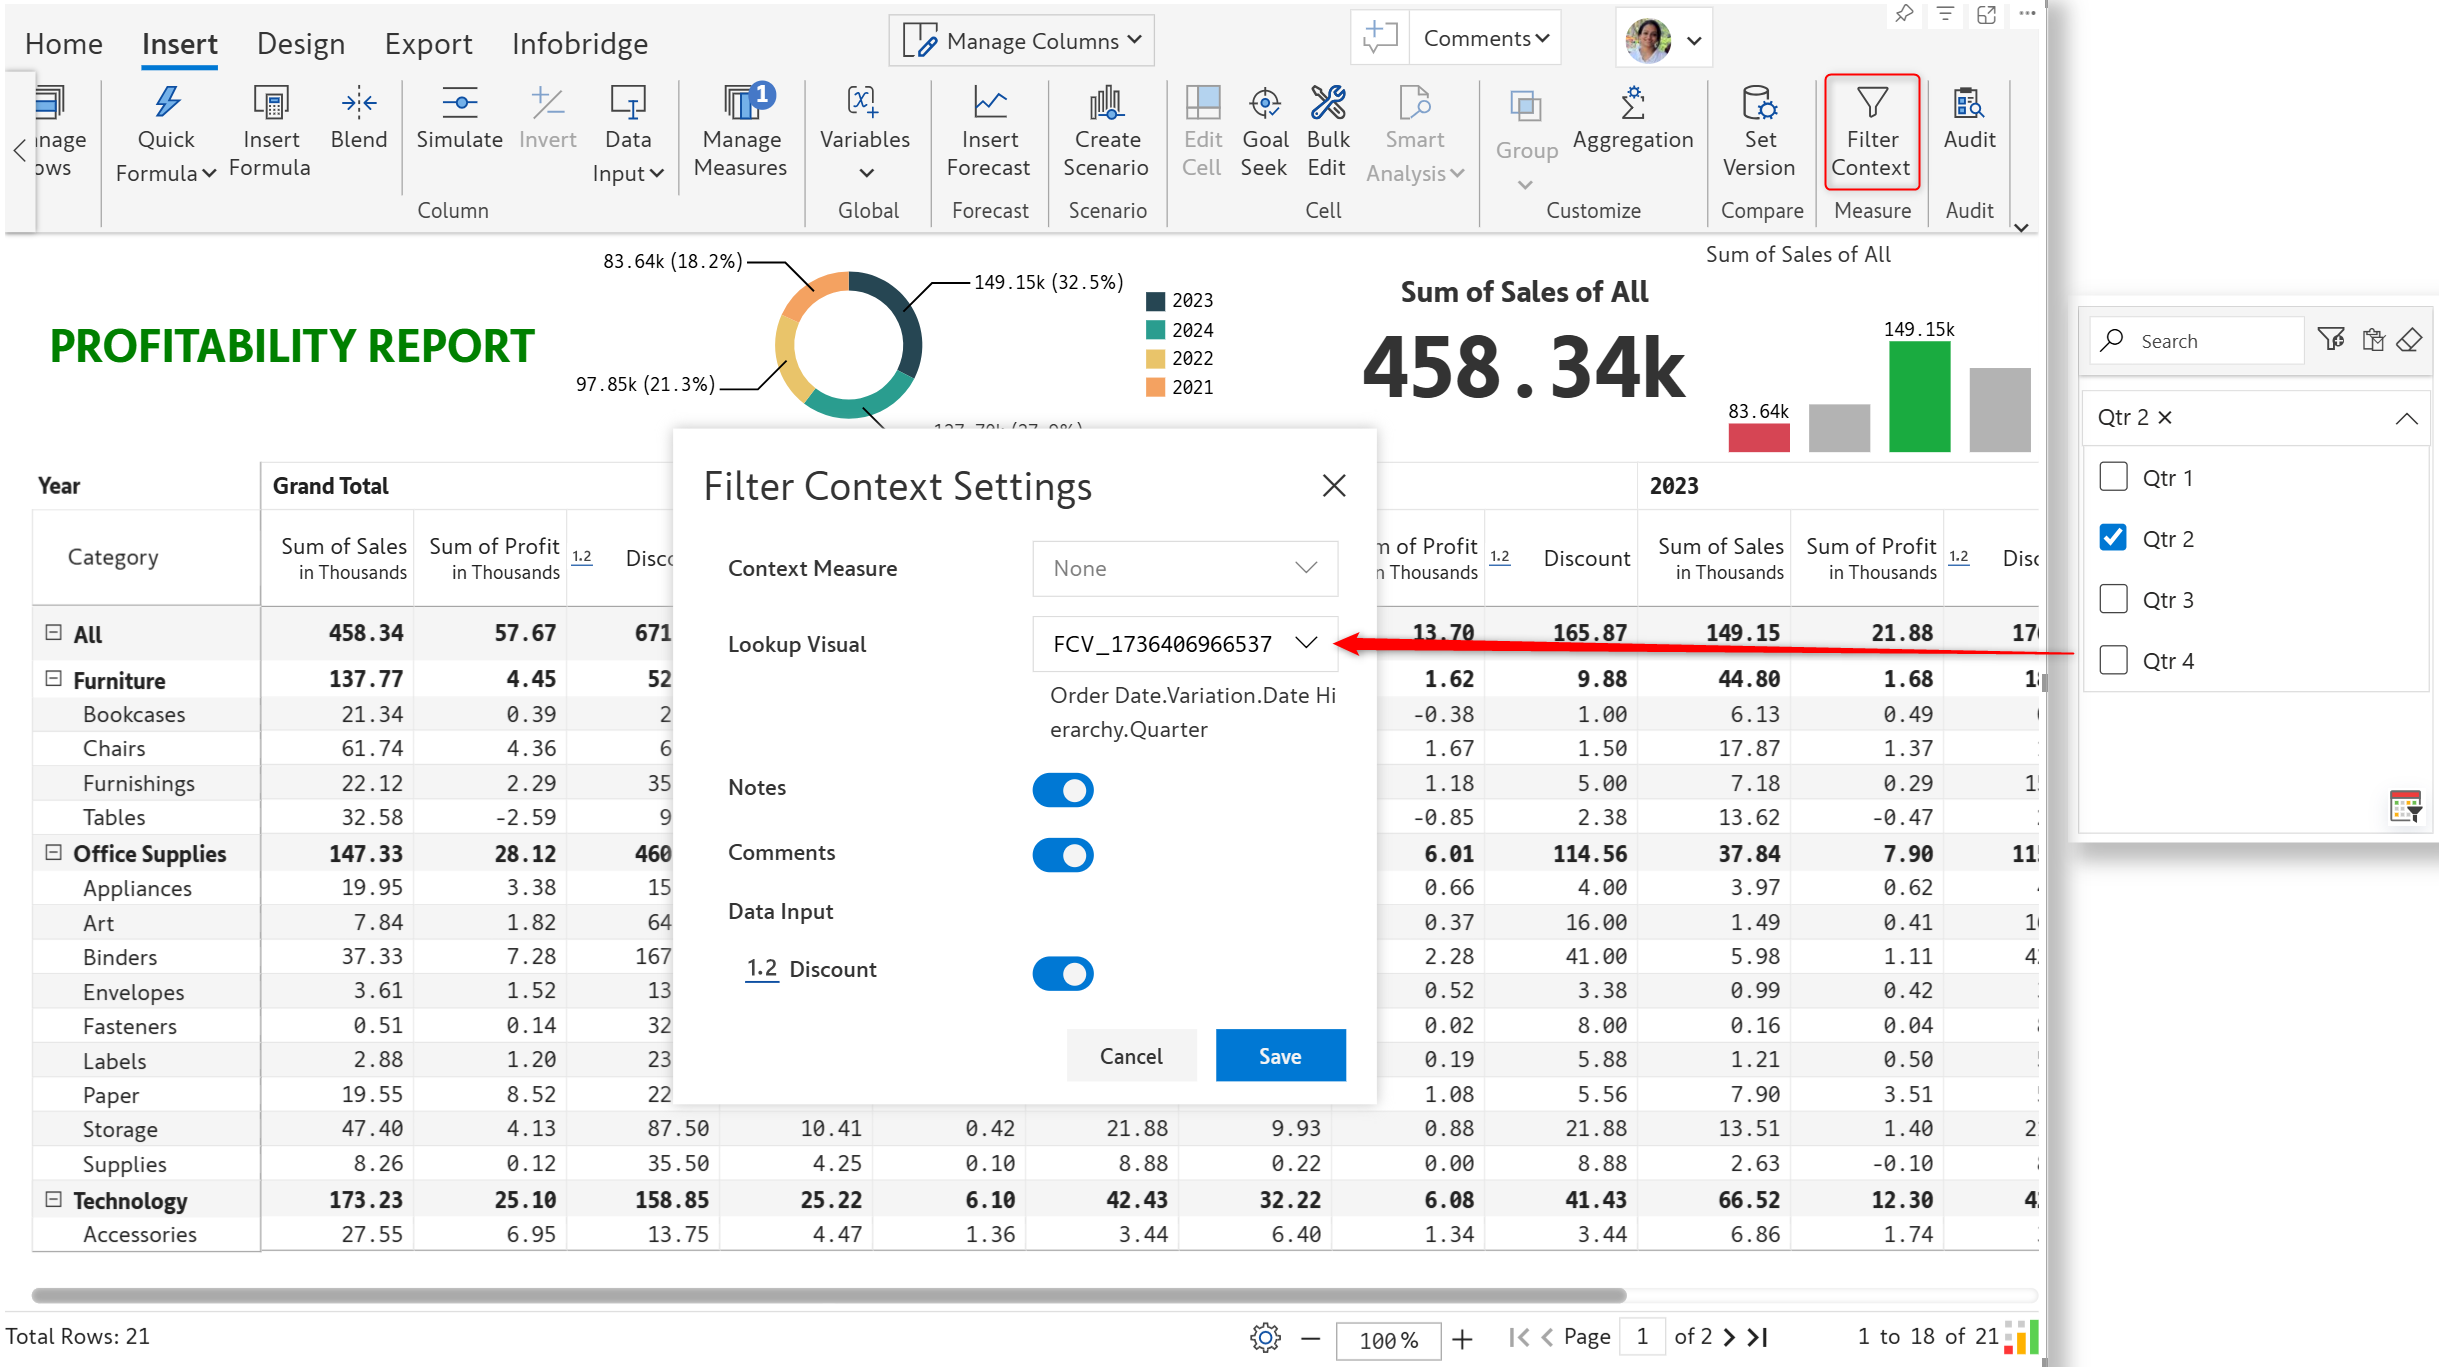 Home Insert Design Export Infobridge Manage Columns Comments
Quick Formula Insert Formula Blend Simulate Invert Data Input Manage Measures 1 Variables Insert Forecast Create Scenario Edit Cell Goal Seek Bulk Edit Smart Analysis Group Aggregation Set Version Filter Context Audit
Column Global Forecast Scenario Cell Customize Compare Measure Audit
PROFITABILITY REPORT
83.64k (18.2%)
149.15k (32.5%)
97.85k (21.3%)
2023
2024
2022
2021
Sum of Sales of All
458.34k
Sum of Sales of All
149.15k
83.64k
Year Grand Total 2023
Category Sum of Sales in Thousands Sum of Profit in Thousands 1.2 of Profit Thousands 1.2 Discount Sum of Sales in Thousands Sum of Profit in Thousands 1.2
All 458.34 57.67 671 13.70 165.87 149.15 21.88
Furniture 137.77 4.45 52 1.62 9.88 44.80 1.68
Bookcases 21.34 0.39 2 -0.38 1.00 6.13 0.49
Chairs 61.74 4.36 6 1.67 1.50 17.87 1.37
Furnishings 22.12 2.29 35 1.18 5.00 7.18 0.29
Tables 32.58 -2.59 9 -0.85 2.38 13.62 -0.47
Office Supplies 147.33 28.12 460 6.01 114.56 37.84 7.90
Appliances 19.95 3.38 15 0.66 4.00 3.97 0.62
Art 7.84 1.82 64 0.37 16.00 1.49 0.41
Binders 37.33 7.28 167 2.28 41.00 5.98 1.11
Envelopes 3.61 1.52 13 0.52 3.38 0.99 0.42
Fasteners 0.51 0.14 32 0.02 8.00 0.16 0.04
Labels 2.88 1.20 23 0.19 5.88 1.21 0.50
Paper 19.55 8.52 22 1.08 5.56 7.90 3.51
Storage 47.40 4.13 87.50 10.41 0.42 21.88 9.93 0.88 21.88 13.51 1.40
Supplies 8.26 0.12 35.50 4.25 0.10 8.88 0.22 0.00 8.88 2.63 -0.10
Technology 173.23 25.10 158.85 25.22 6.10 42.43 32.22 6.08 41.43 66.52 12.30
Accessories 27.55 6.95 13.75 4.47 1.36 3.44 6.40 1.34 3.44 6.86 1.74
Filter Context Settings
Context Measure None
Lookup Visual FCV_1736406966537
Order Date.Variation.Date Hi
erarchy.Quarter
Notes
Comments
Data Input
1.2 Discount
Cancel Save
Search
Qtr 2
Qtr 1
Qtr 2
Qtr 3
Qtr 4
Total Rows: 21 100 % Page 1 of 2 1 to 18 of 21